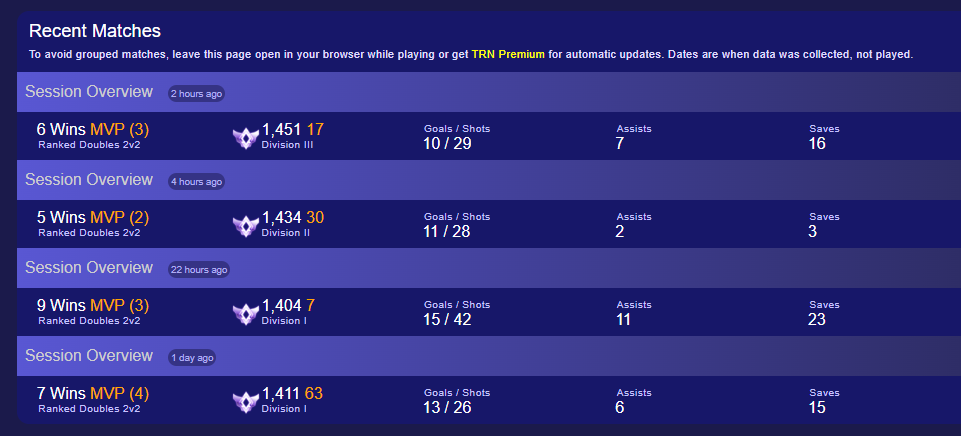 Recent Matches
To avoid grouped matches, leave this page open in your browser while playing or get TRN Premium for automatic updates. Dates are when data was collected, not played.
Session Overview 2 hours ago
6 Wins MVP (3) 1,451 17 Goals / Shots Assists Saves
Ranked Doubles 2v2 Division III 10 / 29 7 16
Session Overview 4 hours ago
5 Wins MVP (2) 1,434 30 Goals / Shots Assists Saves
Ranked Doubles 2v2 Division II 11 / 28 2 3
Session Overview 22 hours ago
9 Wins MVP (3) 1,404 7 Goals / Shots Assists Saves
Ranked Doubles 2v2 Division I 15 / 42 11 23
Session Overview 1 day ago
7 Wins MVP (4) 1,411 63 Goals / Shots Assists Saves
Ranked Doubles 2v2 Division I 13 / 26 6 15